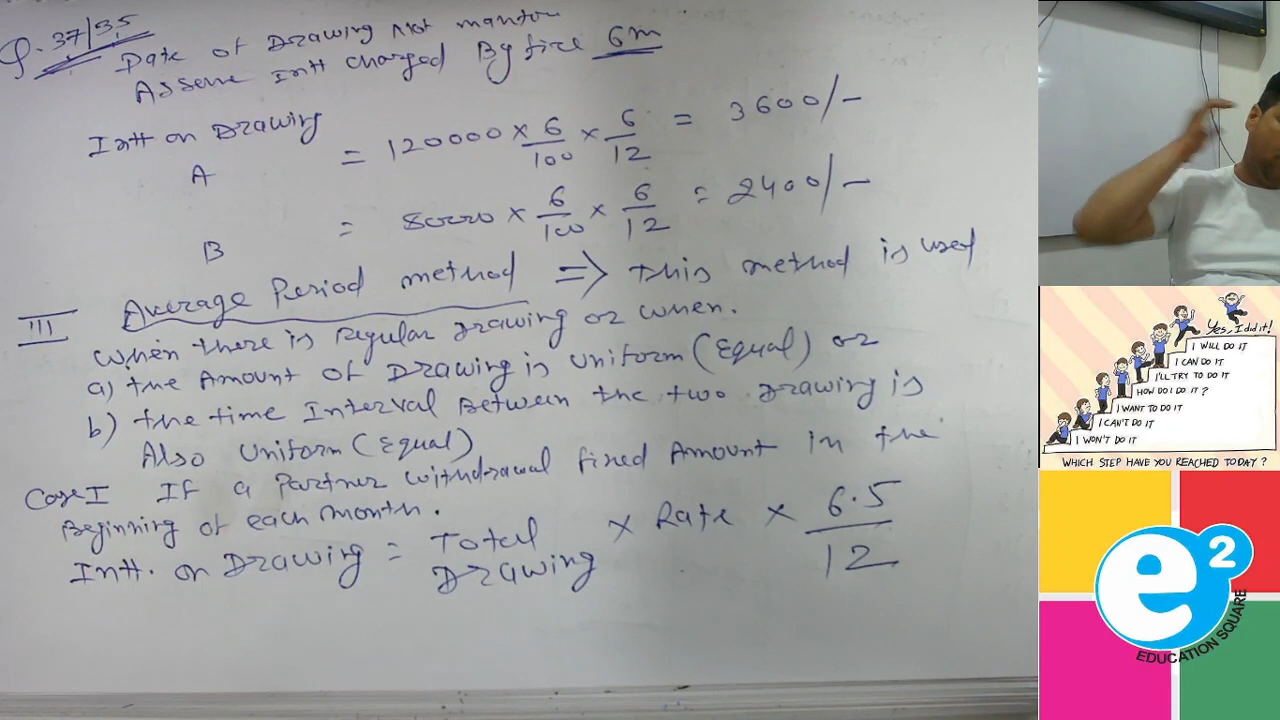 Q. 37/35
Date of Drawing Not mention
Assume Intt charged By fire 6m
Intt on Drawing
A = 120000 × 6/100 × 6/12 = 3600/-
B = 80000 × 6/100 × 6/12 = 2400/-
III Average Period method ⇒ This method is used
when there is Regular Drawing or when.
a) the Amount of Drawing is Uniform (Equal) or
b) the time Interval Between the two Drawing is
Also Uniform (Equal)
Case I If a Partner withdrawal fixed Amount in the
Beginning of each month.
Intt. on Drawing = Total Drawing × Rate × 6.5/12
Yes, I did it!
I WILL DO IT
I CAN DO IT
I'LL TRY TO DO IT
HOW DO I DO IT ?
I WANT TO DO IT
I CAN'T DO IT
I WON'T DO IT
WHICH STEP HAVE YOU REACHED TODAY ?
e2
EDUCATION SQUARE